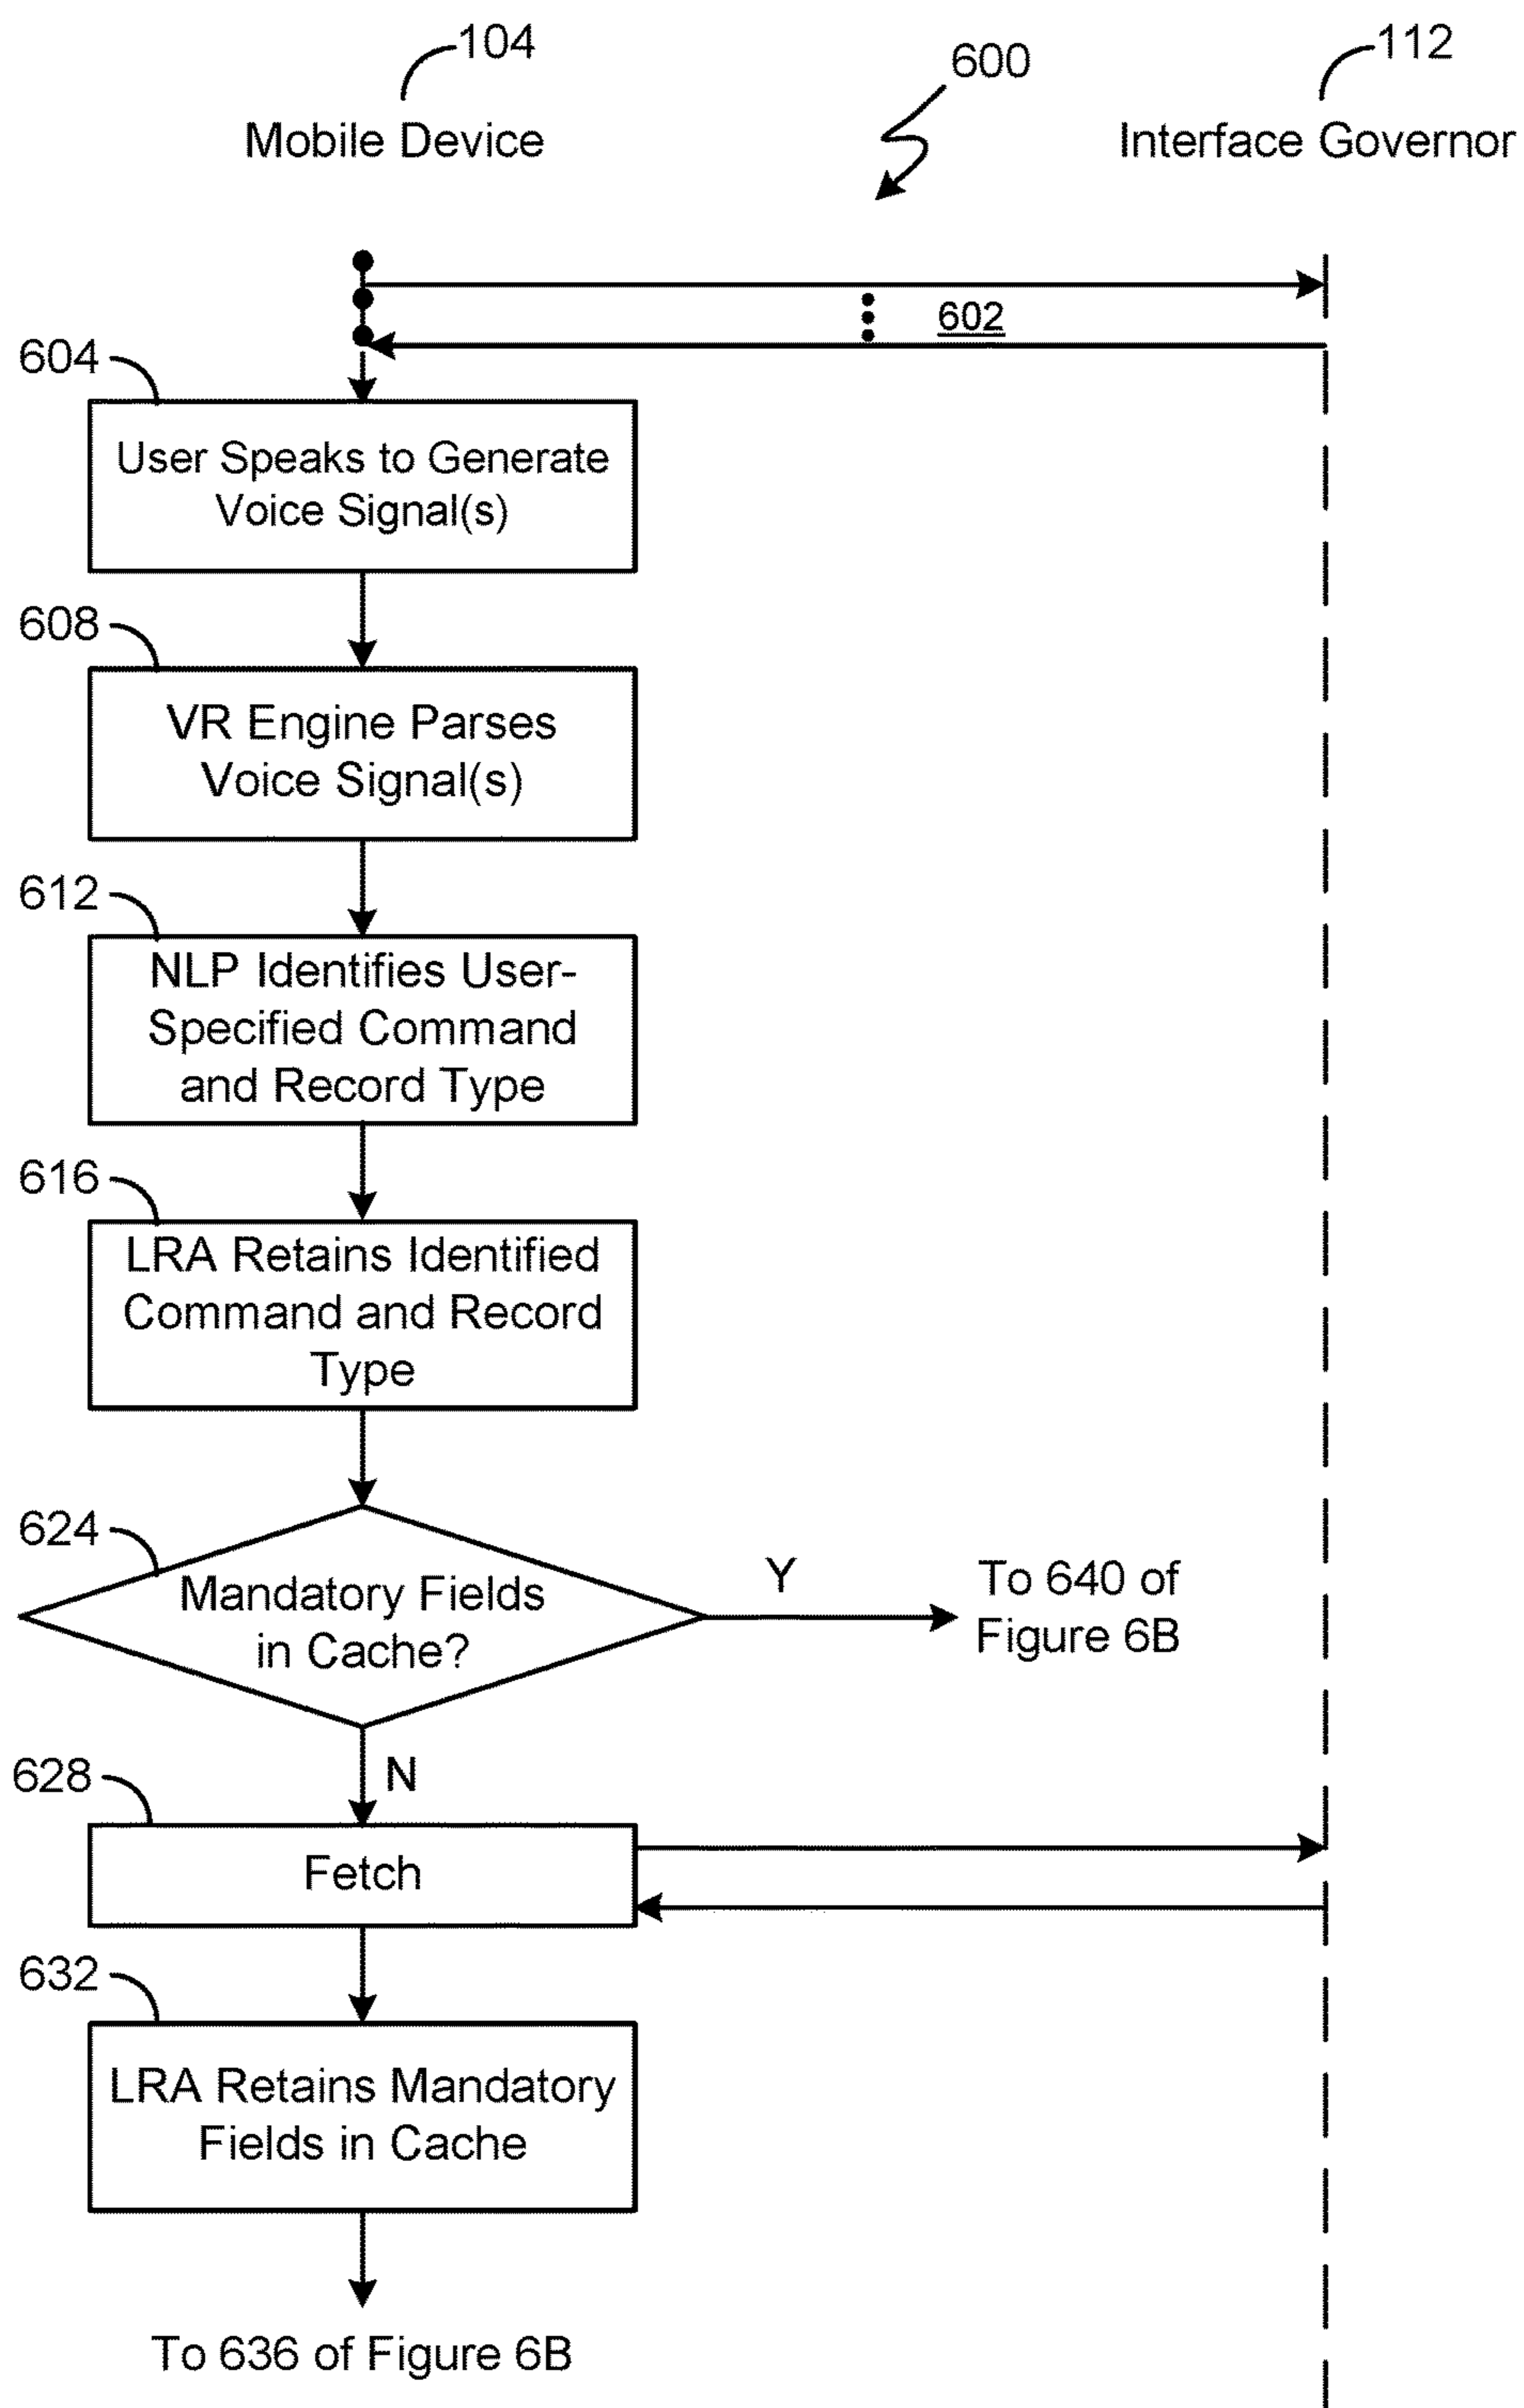 104
600
112
Mobile Device
Interface Governor
602
604
User Speaks to Generate
Voice Signal(s)
608
VR Engine Parses
Voice Signal(s)
612
NLP Identifies User-
Specified Command
and Record Type
616
LRA Retains Identified
Command and Record
Type
624
Mandatory Fields
in Cache?
Y
To 640 of
Figure 6B
N
628
Fetch
632
LRA Retains Mandatory
Fields in Cache
To 636 of Figure 6B